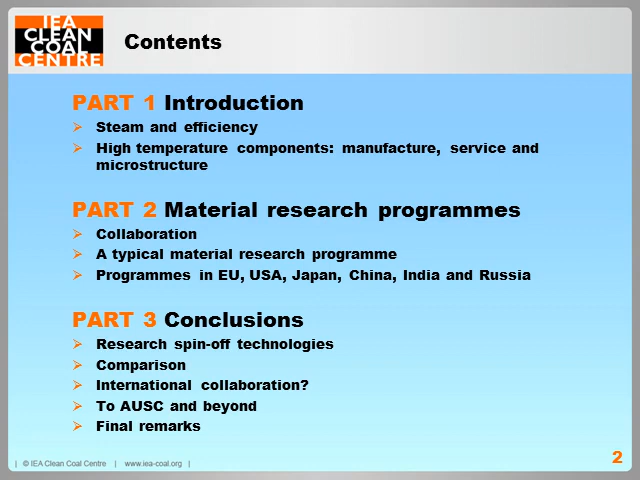 IEA
CLEAN
COAL
CENTRE
Contents
PART 1 Introduction
Steam and efficiency
High temperature components: manufacture, service and
microstructure
PART 2 Material research programmes
Collaboration
A typical material research programme
Programmes in EU, USA, Japan, China, India and Russia
PART 3 Conclusions
Research spin-off technologies
Comparison
International collaboration?
To AUSC and beyond
Final remarks
| © IEA Clean Coal Centre | www.iea-coal.org |
2